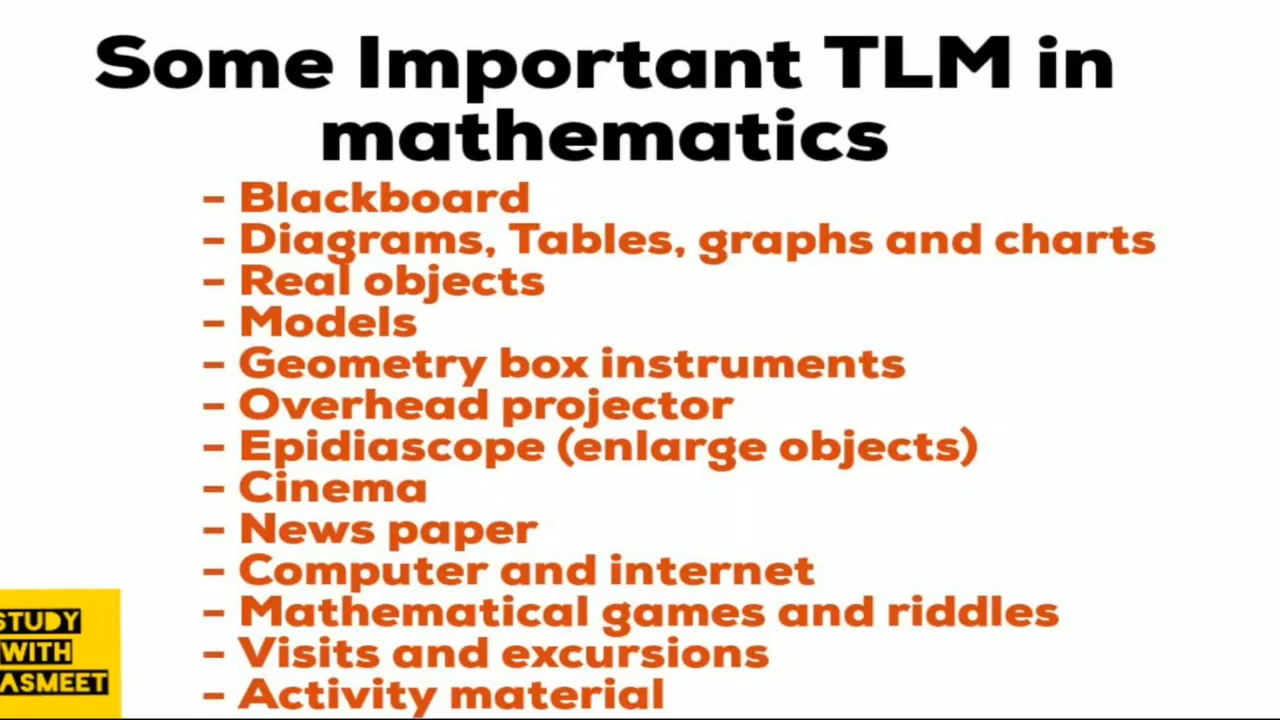 Some Important TLM in
mathematics
- Blackboard
- Diagrams, Tables, graphs and charts
- Real objects
- Models
- Geometry box instruments
- Overhead projector
- Epidiascope (enlarge objects)
- Cinema
- News paper
- Computer and internet
- Mathematical games and riddles
- Visits and excursions
- Activity material
STUDY
WITH
ASMEET